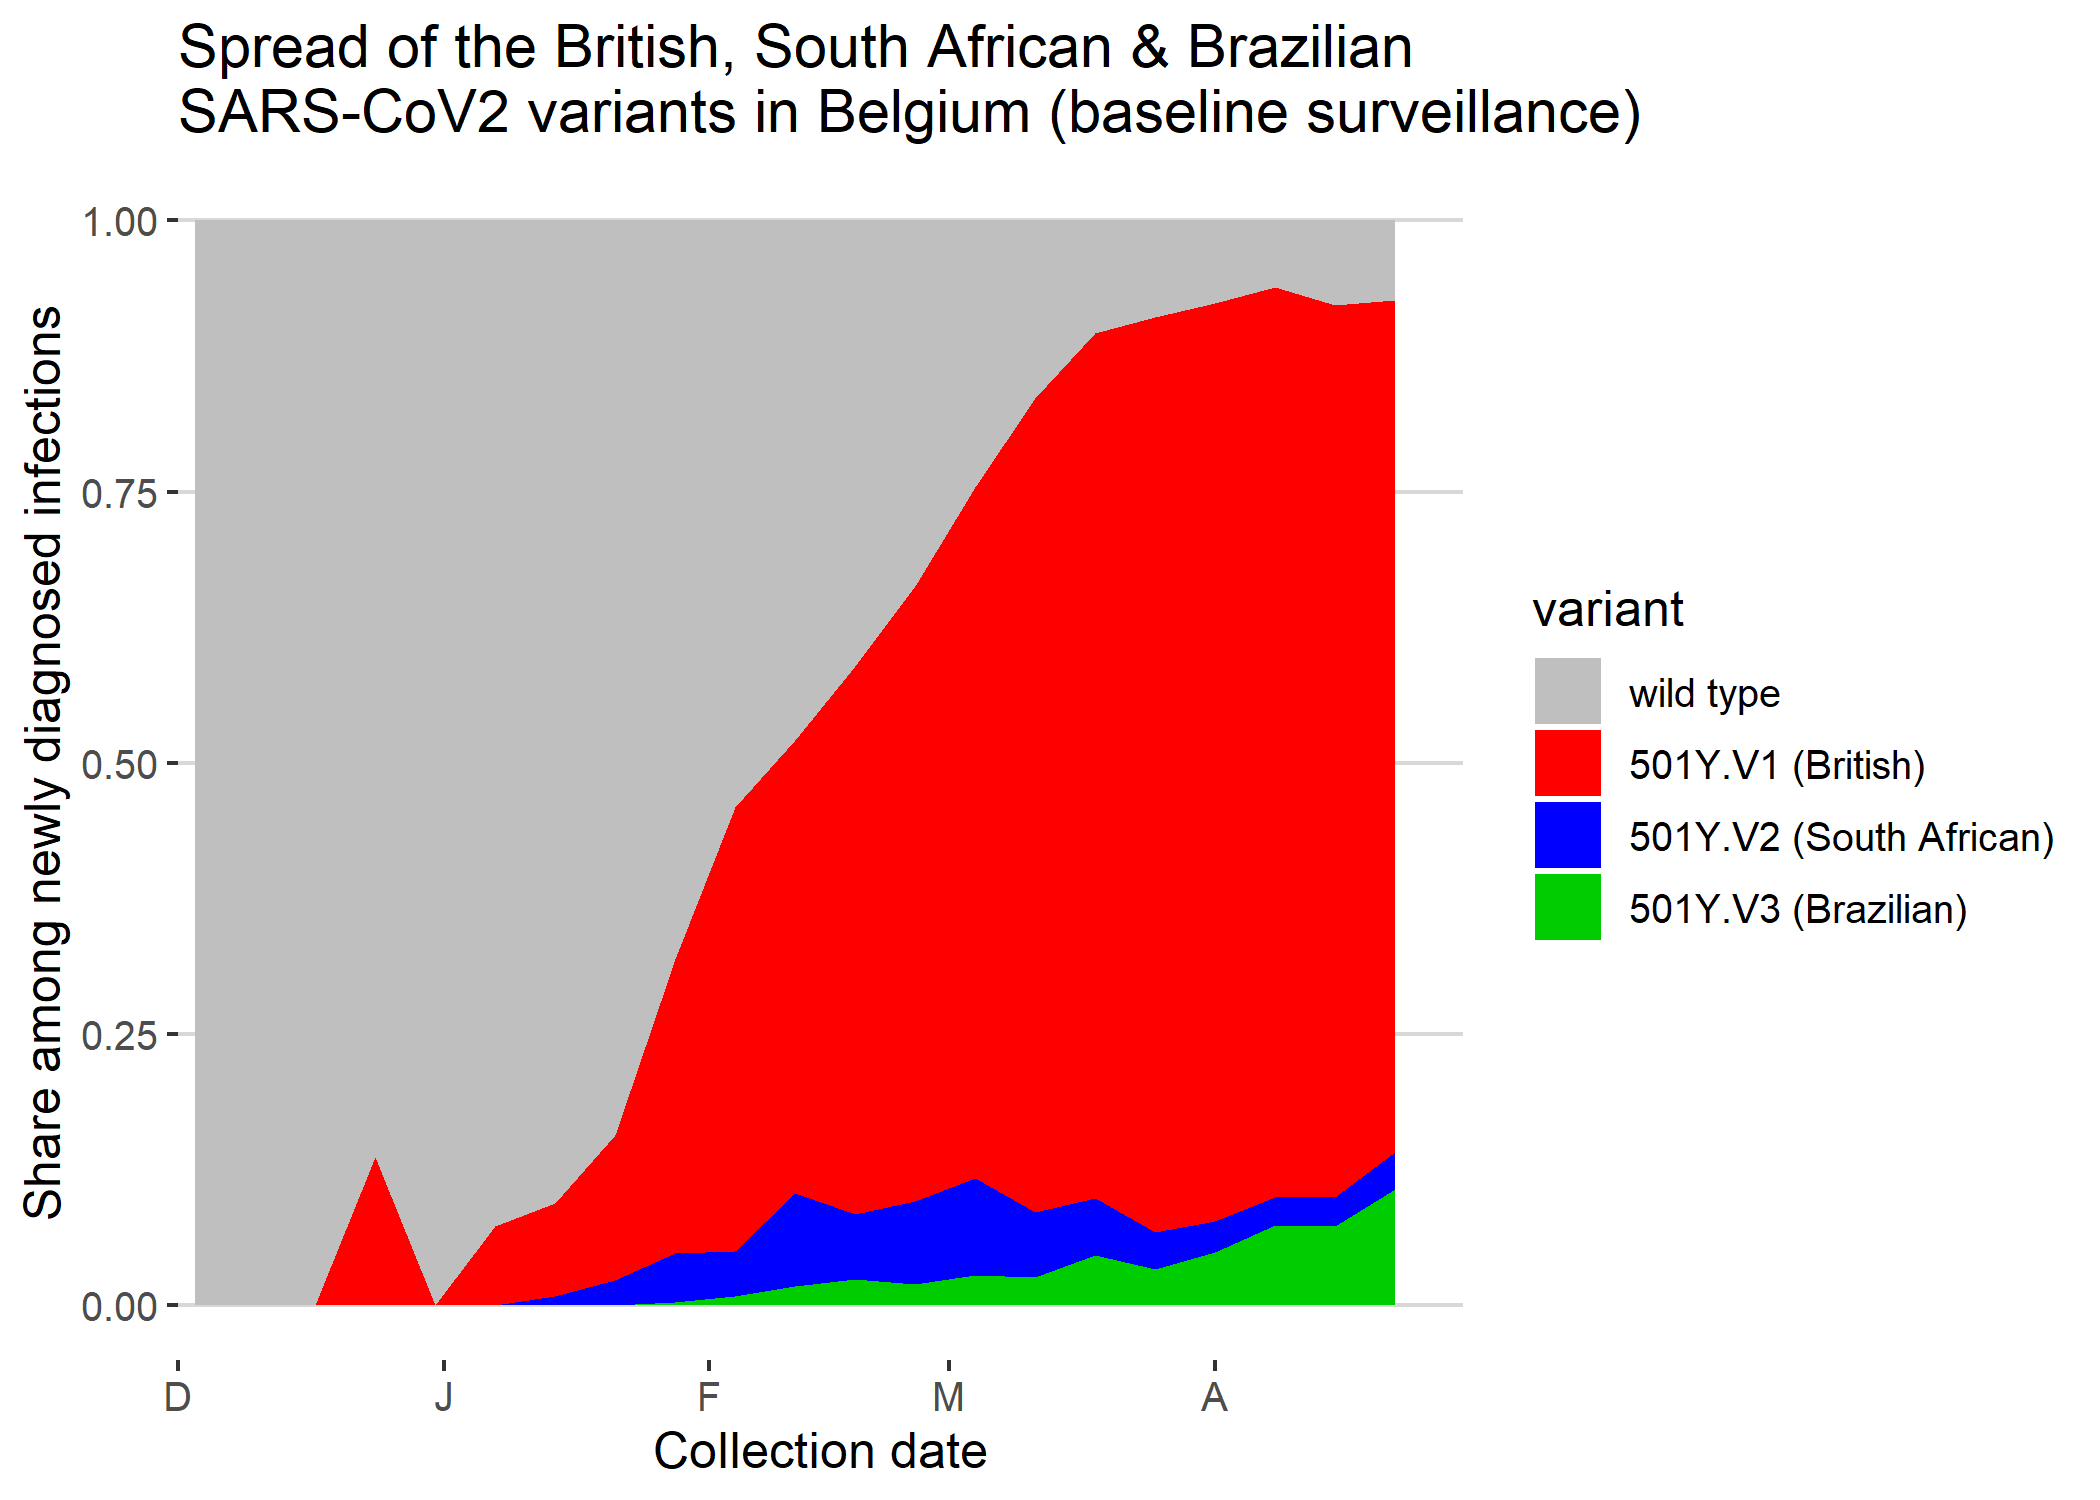 Spread of the British, South African & Brazilian
SARS-CoV2 variants in Belgium (baseline surveillance)
Share among newly diagnosed infections
1.00
0.75
0.50
0.25
0.00
D J F M A
Collection date
variant
wild type
501Y.V1 (British)
501Y.V2 (South African)
501Y.V3 (Brazilian)